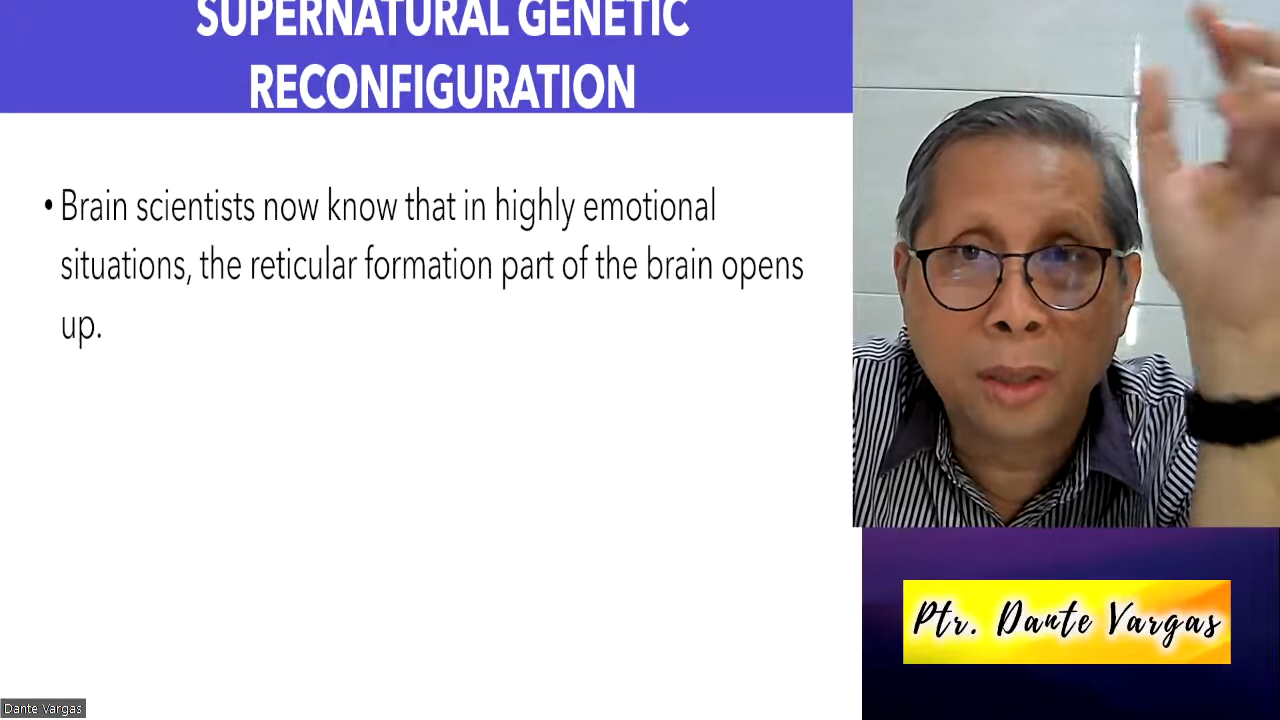 SUPERNATURAL GENETIC
RECONFIGURATION
• Brain scientists now know that in highly emotional
situations, the reticular formation part of the brain opens
up.
Ptr. Dante Vargas
Dante Vargas